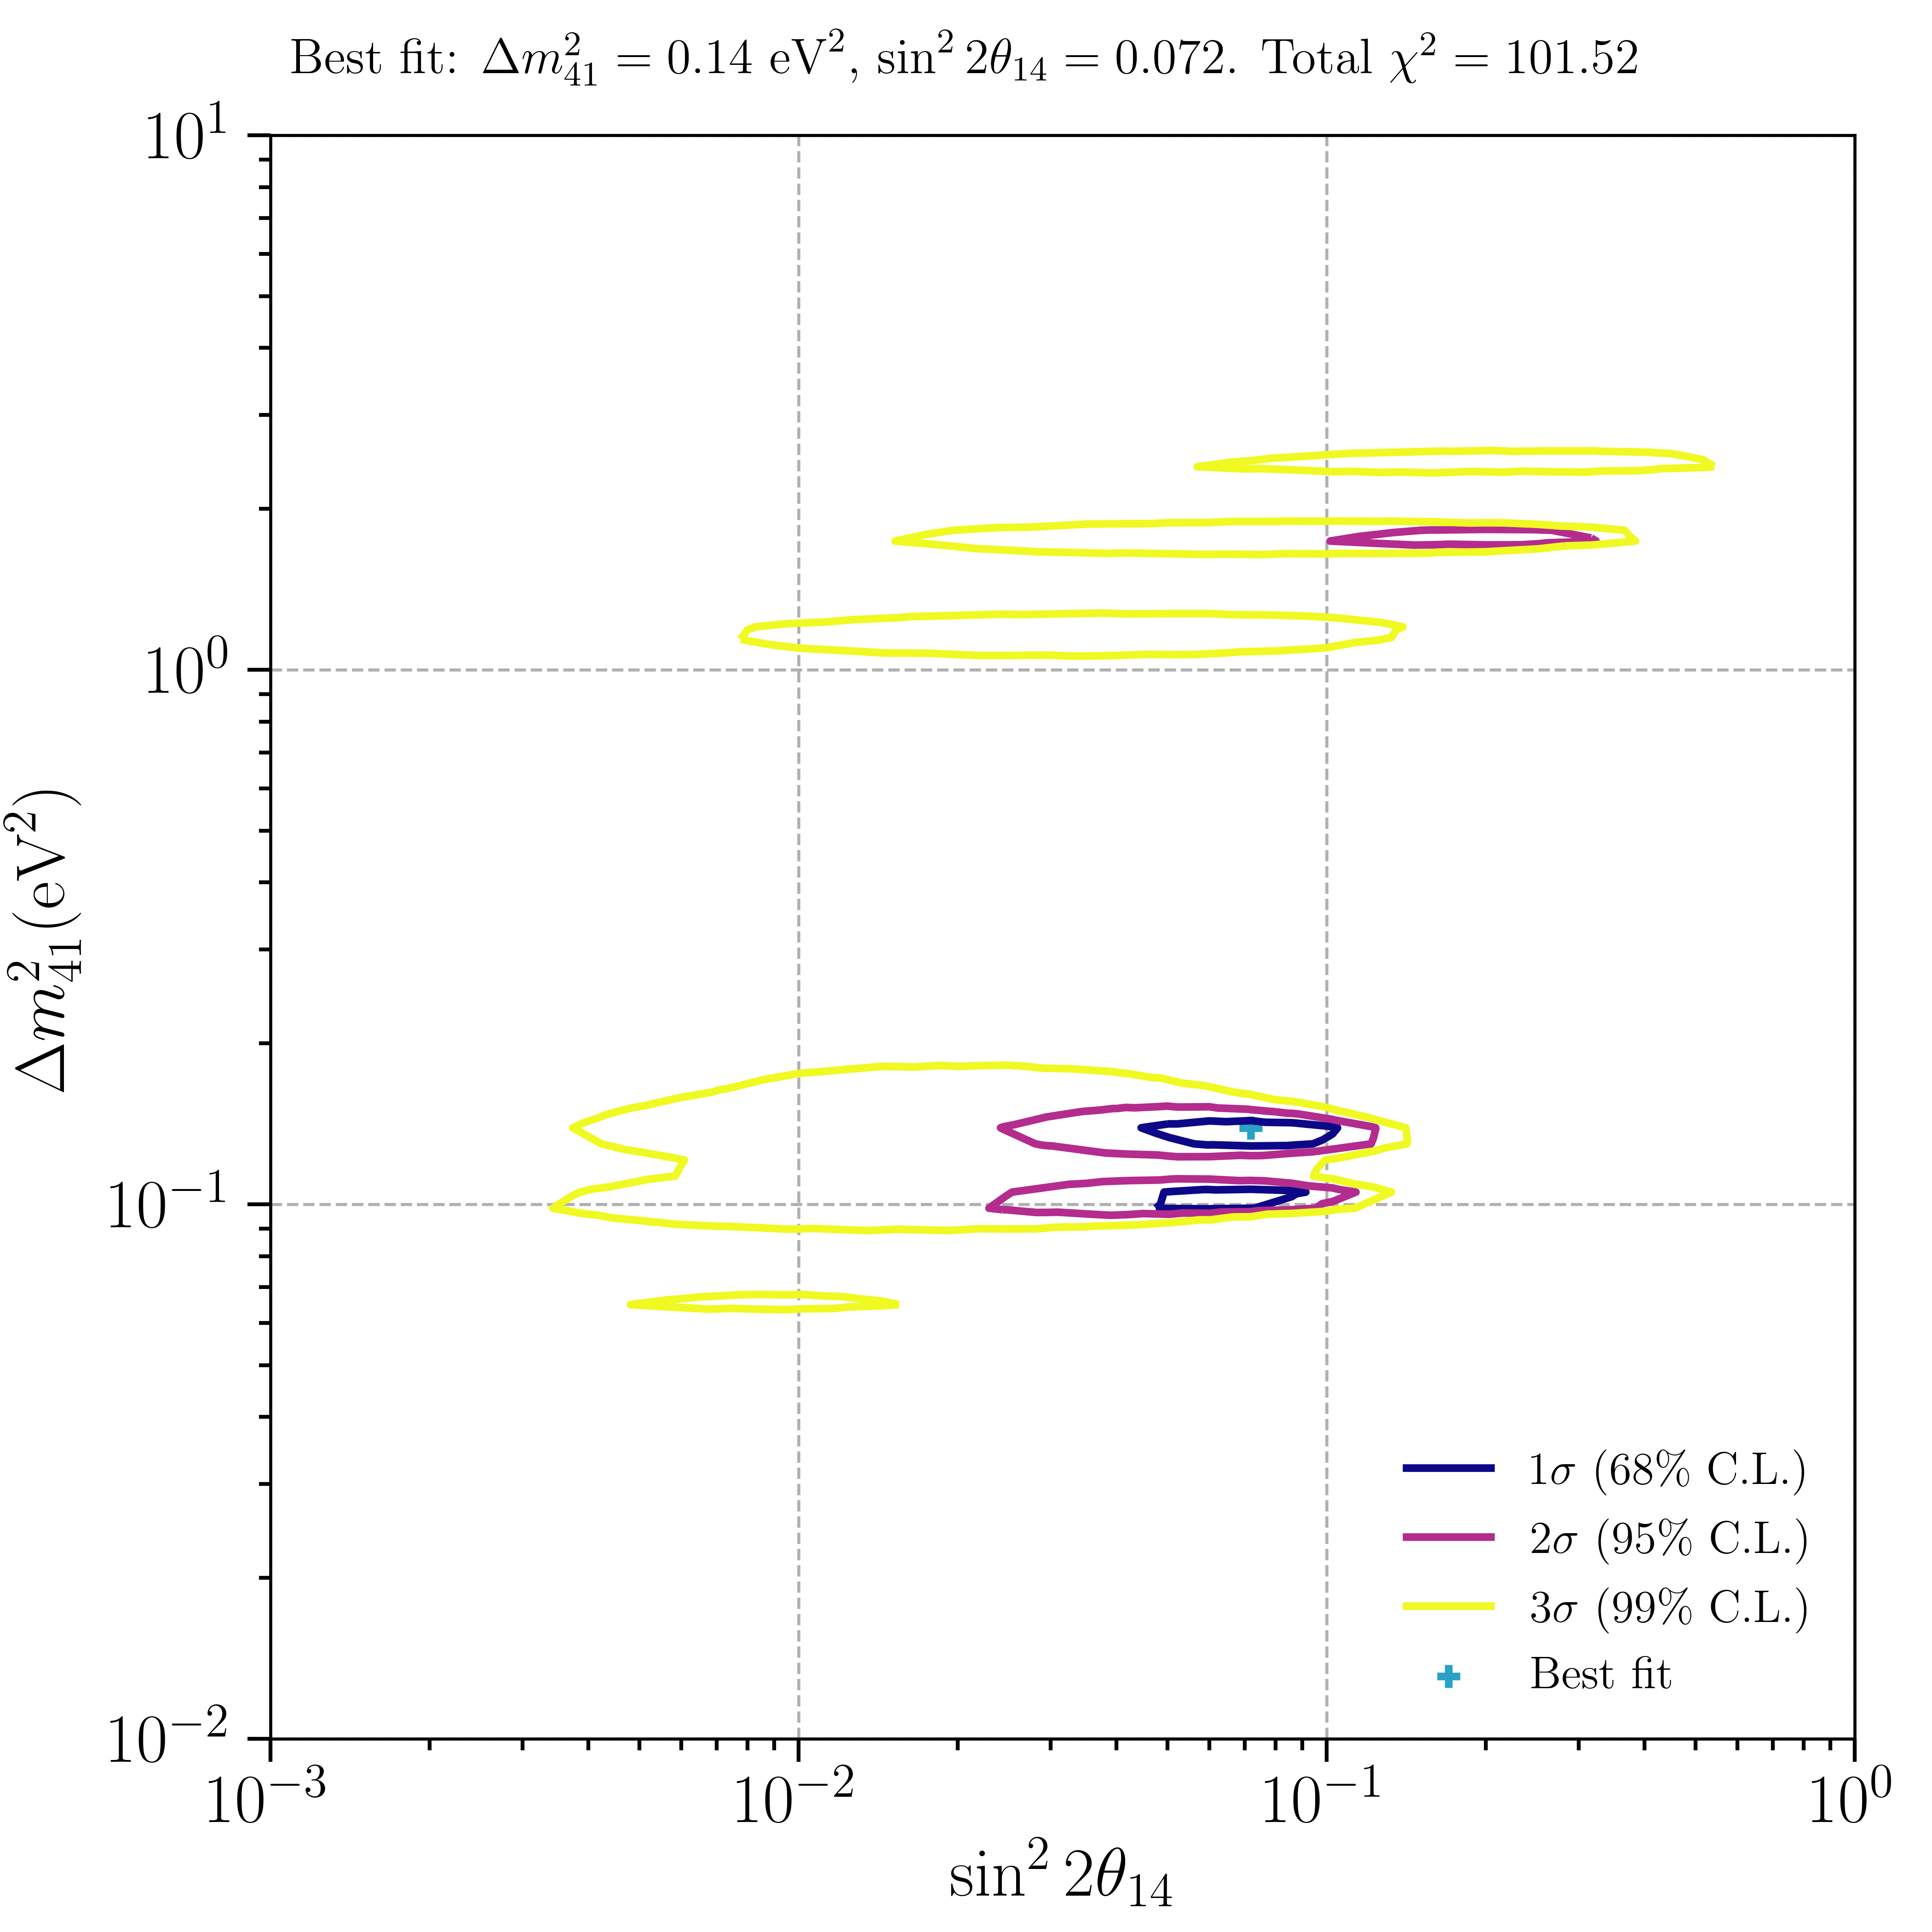 Best fit: Δm²₄₁ = 0.14 eV², sin² 2θ₁₄ = 0.072. Total χ² = 101.52
10¹
10⁰
10⁻¹
10⁻²
Δm²₄₁(eV²)
1σ (68% C.L.)
2σ (95% C.L.)
3σ (99% C.L.)
Best fit
10⁻³ 10⁻² 10⁻¹ 10⁰
sin² 2θ₁₄